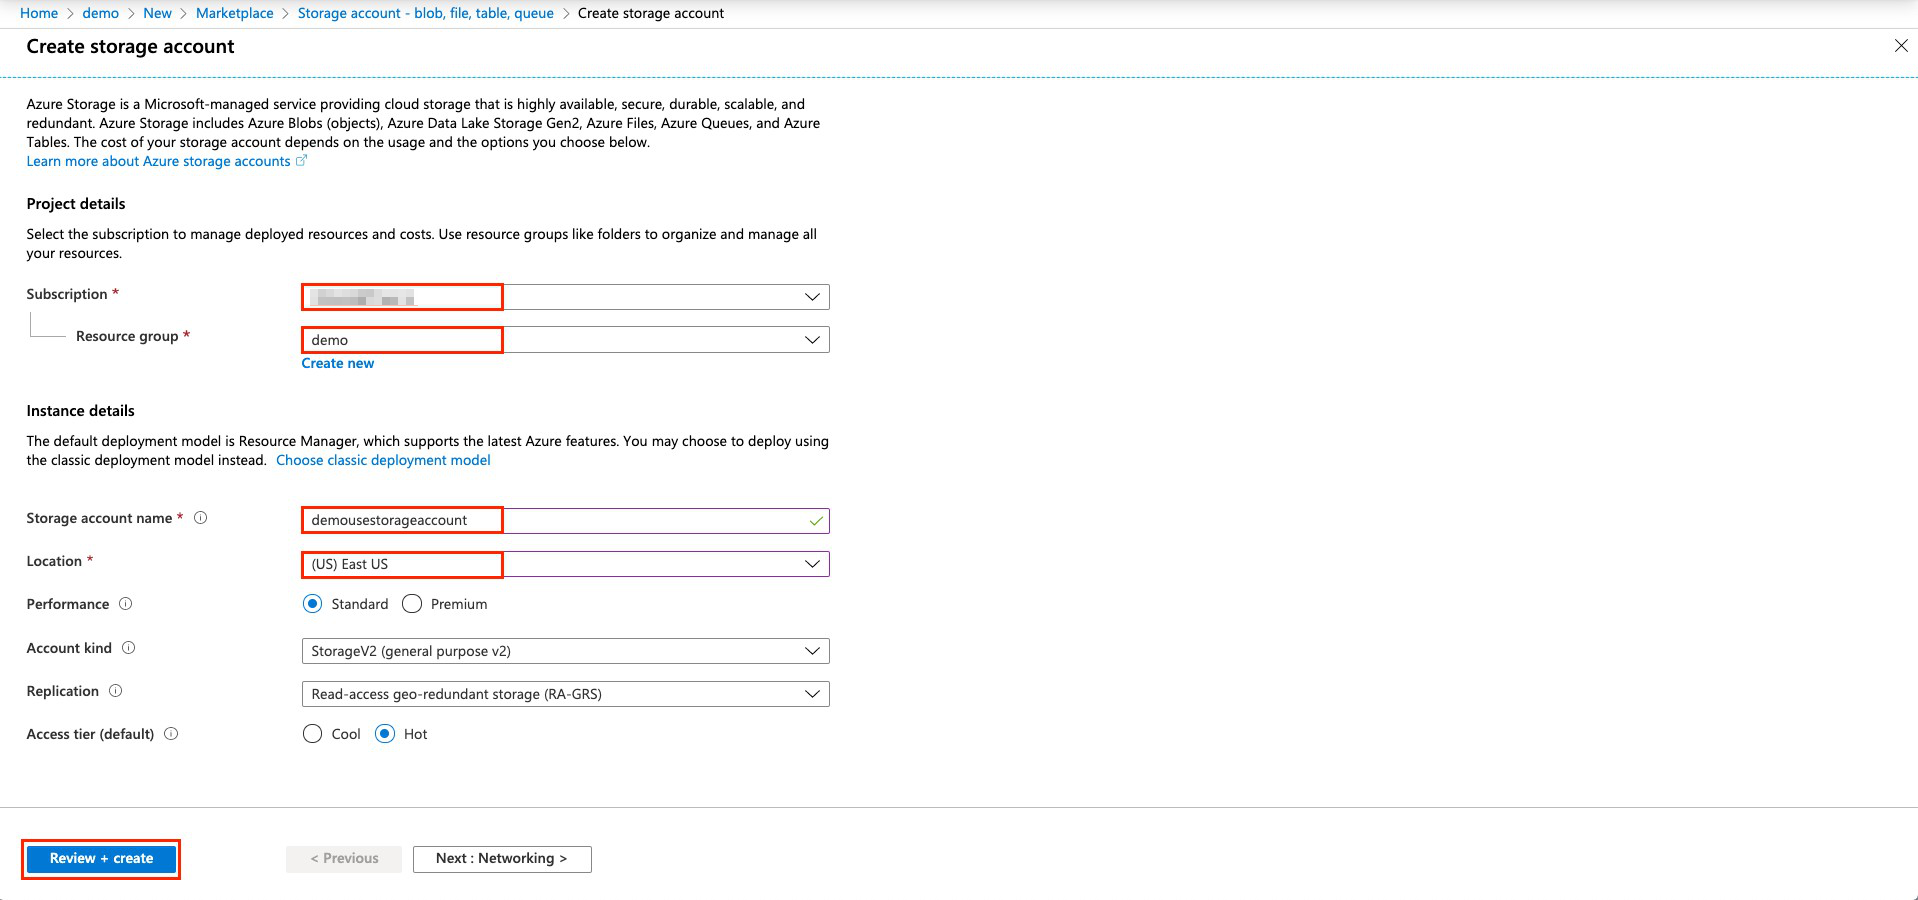 Home > demo > New > Marketplace > Storage account - blob, file, table, queue > Create storage account
Create storage account
Azure Storage is a Microsoft-managed service providing cloud storage that is highly available, secure, durable, scalable, and
redundant. Azure Storage includes Azure Blobs (objects), Azure Data Lake Storage Gen2, Azure Files, Azure Queues, and Azure
Tables. The cost of your storage account depends on the usage and the options you choose below.
Learn more about Azure storage accounts
Project details
Select the subscription to manage deployed resources and costs. Use resource groups like folders to organize and manage all
your resources.
Subscription *
Resource group * demo
Create new
Instance details
The default deployment model is Resource Manager, which supports the latest Azure features. You may choose to deploy using
the classic deployment model instead. Choose classic deployment model
Storage account name * demousestorageaccount
Location * (US) East US
Performance Standard Premium
Account kind StorageV2 (general purpose v2)
Replication Read-access geo-redundant storage (RA-GRS)
Access tier (default) Cool Hot
Review + create < Previous Next : Networking >